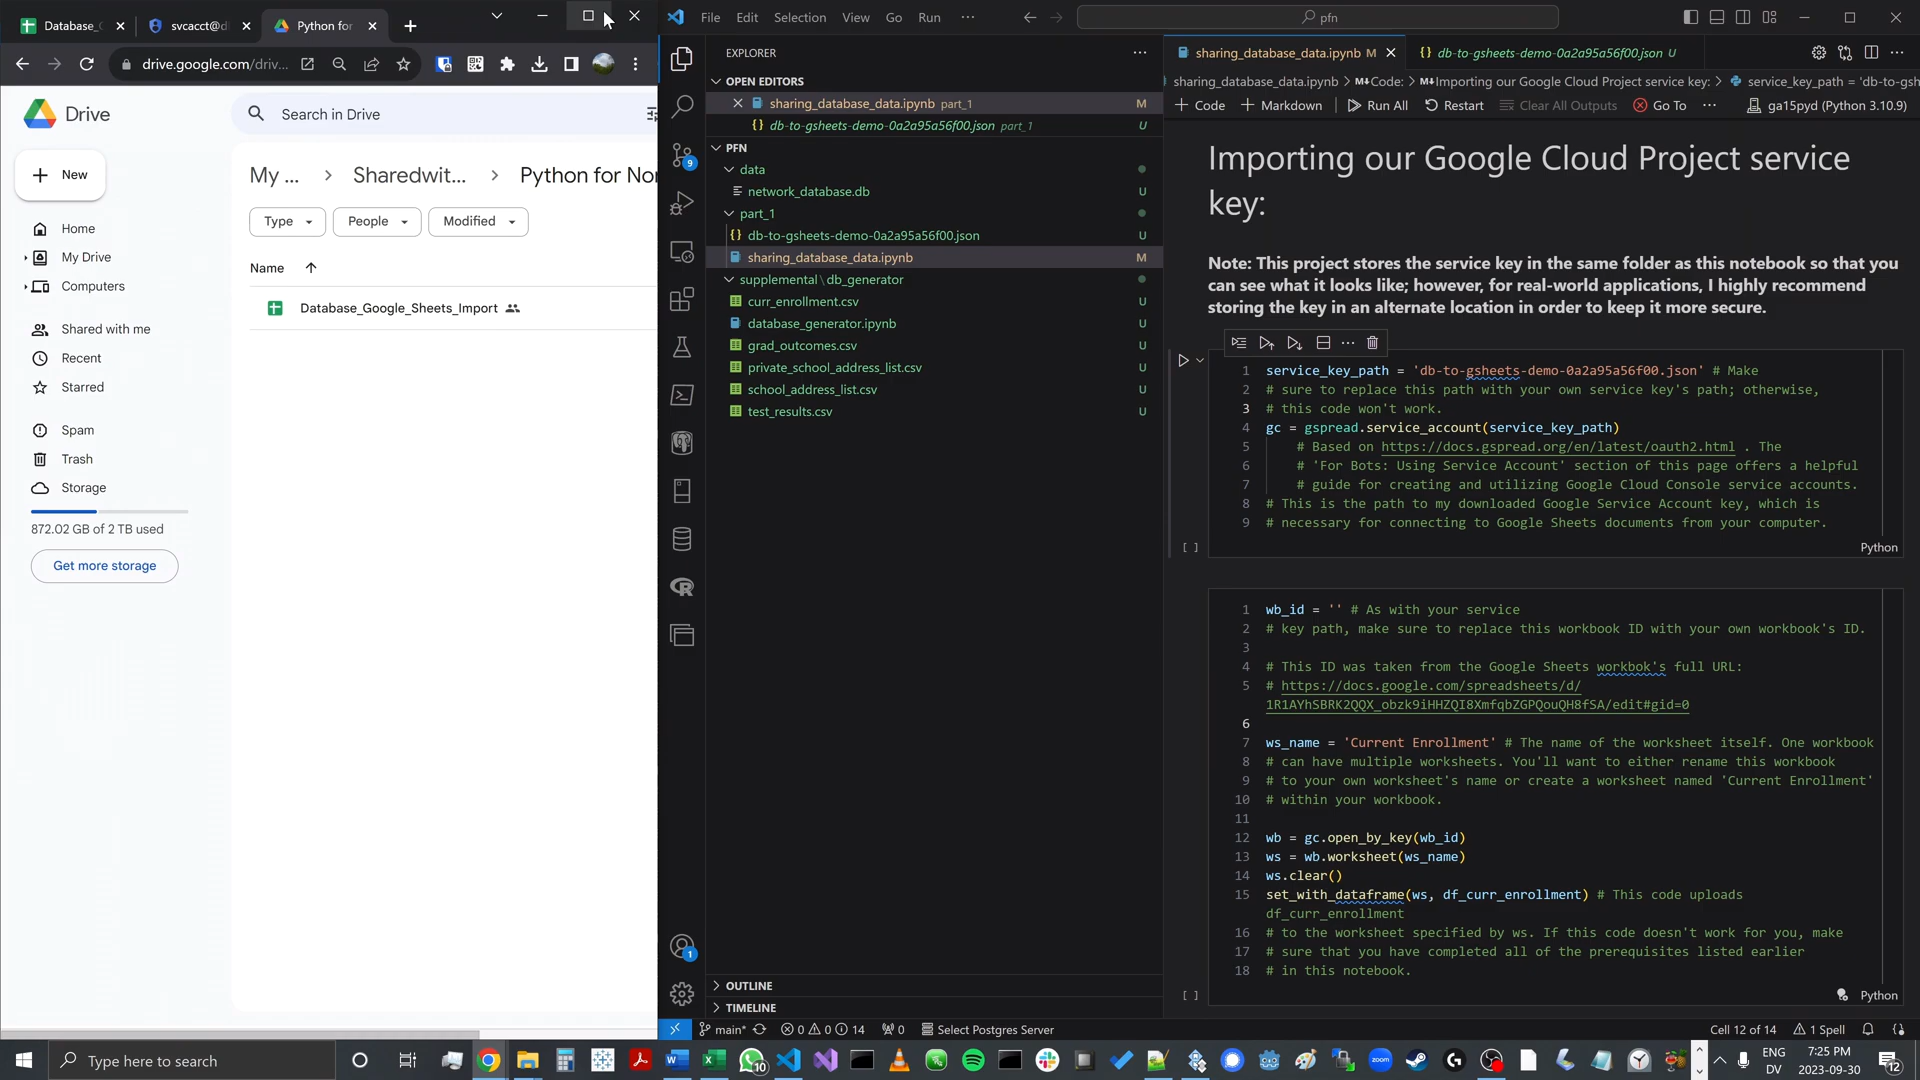 Database_G
svcacct@dl
Python for
drive.google.com/driv...
Drive
Search in Drive
New
Home
My Drive
Computers
Shared with me
Recent
Starred
Spam
Trash
Storage
872.02 GB of 2 TB used
Get more storage
My ... > Sharedwit... > Python for Non
Type
People
Modified
Name
Database_Google_Sheets_Import
File Edit Selection View Go Run ...
pfn
EXPLORER
OPEN EDITORS
sharing_database_data.ipynb part_1 M
{} db-to-gsheets-demo-0a2a95a56f00.json part_1 U
PFN
data
network_database.db U
part_1
{} db-to-gsheets-demo-0a2a95a56f00.json U
sharing_database_data.ipynb M
supplemental\db_generator
curr_enrollment.csv U
database_generator.ipynb U
grad_outcomes.csv U
private_school_address_list.csv U
school_address_list.csv U
test_results.csv U
OUTLINE
TIMELINE
9
1
sharing_database_data.ipynb M
{} db-to-gsheets-demo-0a2a95a56f00.json U
sharing_database_data.ipynb > M↓Code: > M↓Importing our Google Cloud Project service key: > service_key_path = 'db-to-gs
+ Code + Markdown Run All Restart Clear All Outputs Go To ... ga15pyd (Python 3.10.9)
Importing our Google Cloud Project service
key:
Note: This project stores the service key in the same folder as this notebook so that you
can see what it looks like; however, for real-world applications, I highly recommend
storing the key in an alternate location in order to keep it more secure.
1 service_key_path = 'db-to-gsheets-demo-0a2a95a56f00.json' # Make
2 # sure to replace this path with your own service key's path; otherwise,
3 # this code won't work.
4 gc = gspread.service_account(service_key_path)
5 # Based on https://docs.gspread.org/en/latest/oauth2.html . The
6 # 'For Bots: Using Service Account' section of this page offers a helpful
7 # guide for creating and utilizing Google Cloud Console service accounts.
8 # This is the path to my downloaded Google Service Account key, which is
9 # necessary for connecting to Google Sheets documents from your computer.
[ ]
Python
1 wb_id = '' # As with your service
2 # key path, make sure to replace this workbook ID with your own workbook's ID.
3
4 # This ID was taken from the Google Sheets workbok's full URL:
5 # https://docs.google.com/spreadsheets/d/
1R1AYhSBRK2QQX_obzk9iHHZQI8XmfqbZGPQouQH8fSA/edit#gid=0
6
7 ws_name = 'Current Enrollment' # The name of the worksheet itself. One workbook
8 # can have multiple worksheets. You'll want to either rename this workbook
9 # to your own worksheet's name or create a worksheet named 'Current Enrollment'
10 # within your workbook.
11
12 wb = gc.open_by_key(wb_id)
13 ws = wb.worksheet(ws_name)
14 ws.clear()
15 set_with_dataframe(ws, df_curr_enrollment) # This code uploads
df_curr_enrollment
16 # to the worksheet specified by ws. If this code doesn't work for you, make
17 # sure that you have completed all of the prerequisites listed earlier
18 # in this notebook.
[ ]
Python
main* 0 0 14 0 Select Postgres Server
Cell 12 of 14 1 Spell
Type here to search
10
zoom
ENG
DV
7:25 PM
2023-09-30
12